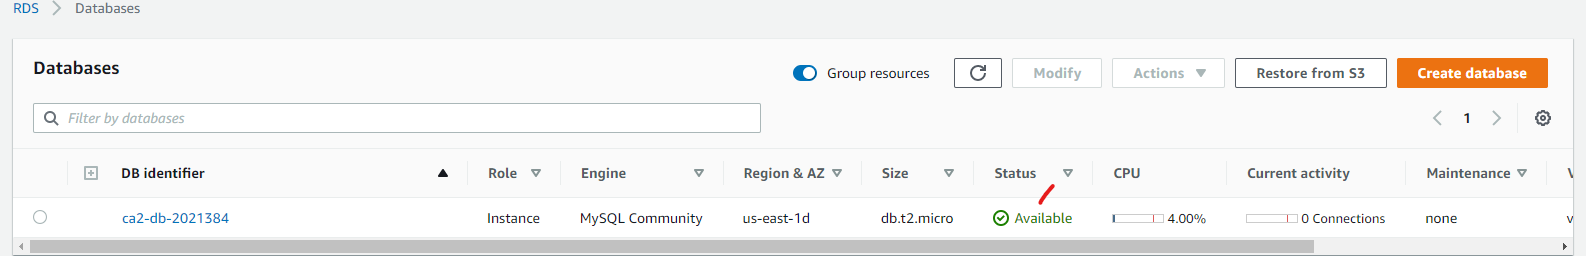 RDS > Databases
Databases
Group resources Modify Actions Restore from S3 Create database
Filter by databases 1
DB identifier Role Engine Region & AZ Size Status CPU Current activity Maintenance V
ca2-db-2021384 Instance MySQL Community us-east-1d db.t2.micro Available 4.00% 0 Connections none v